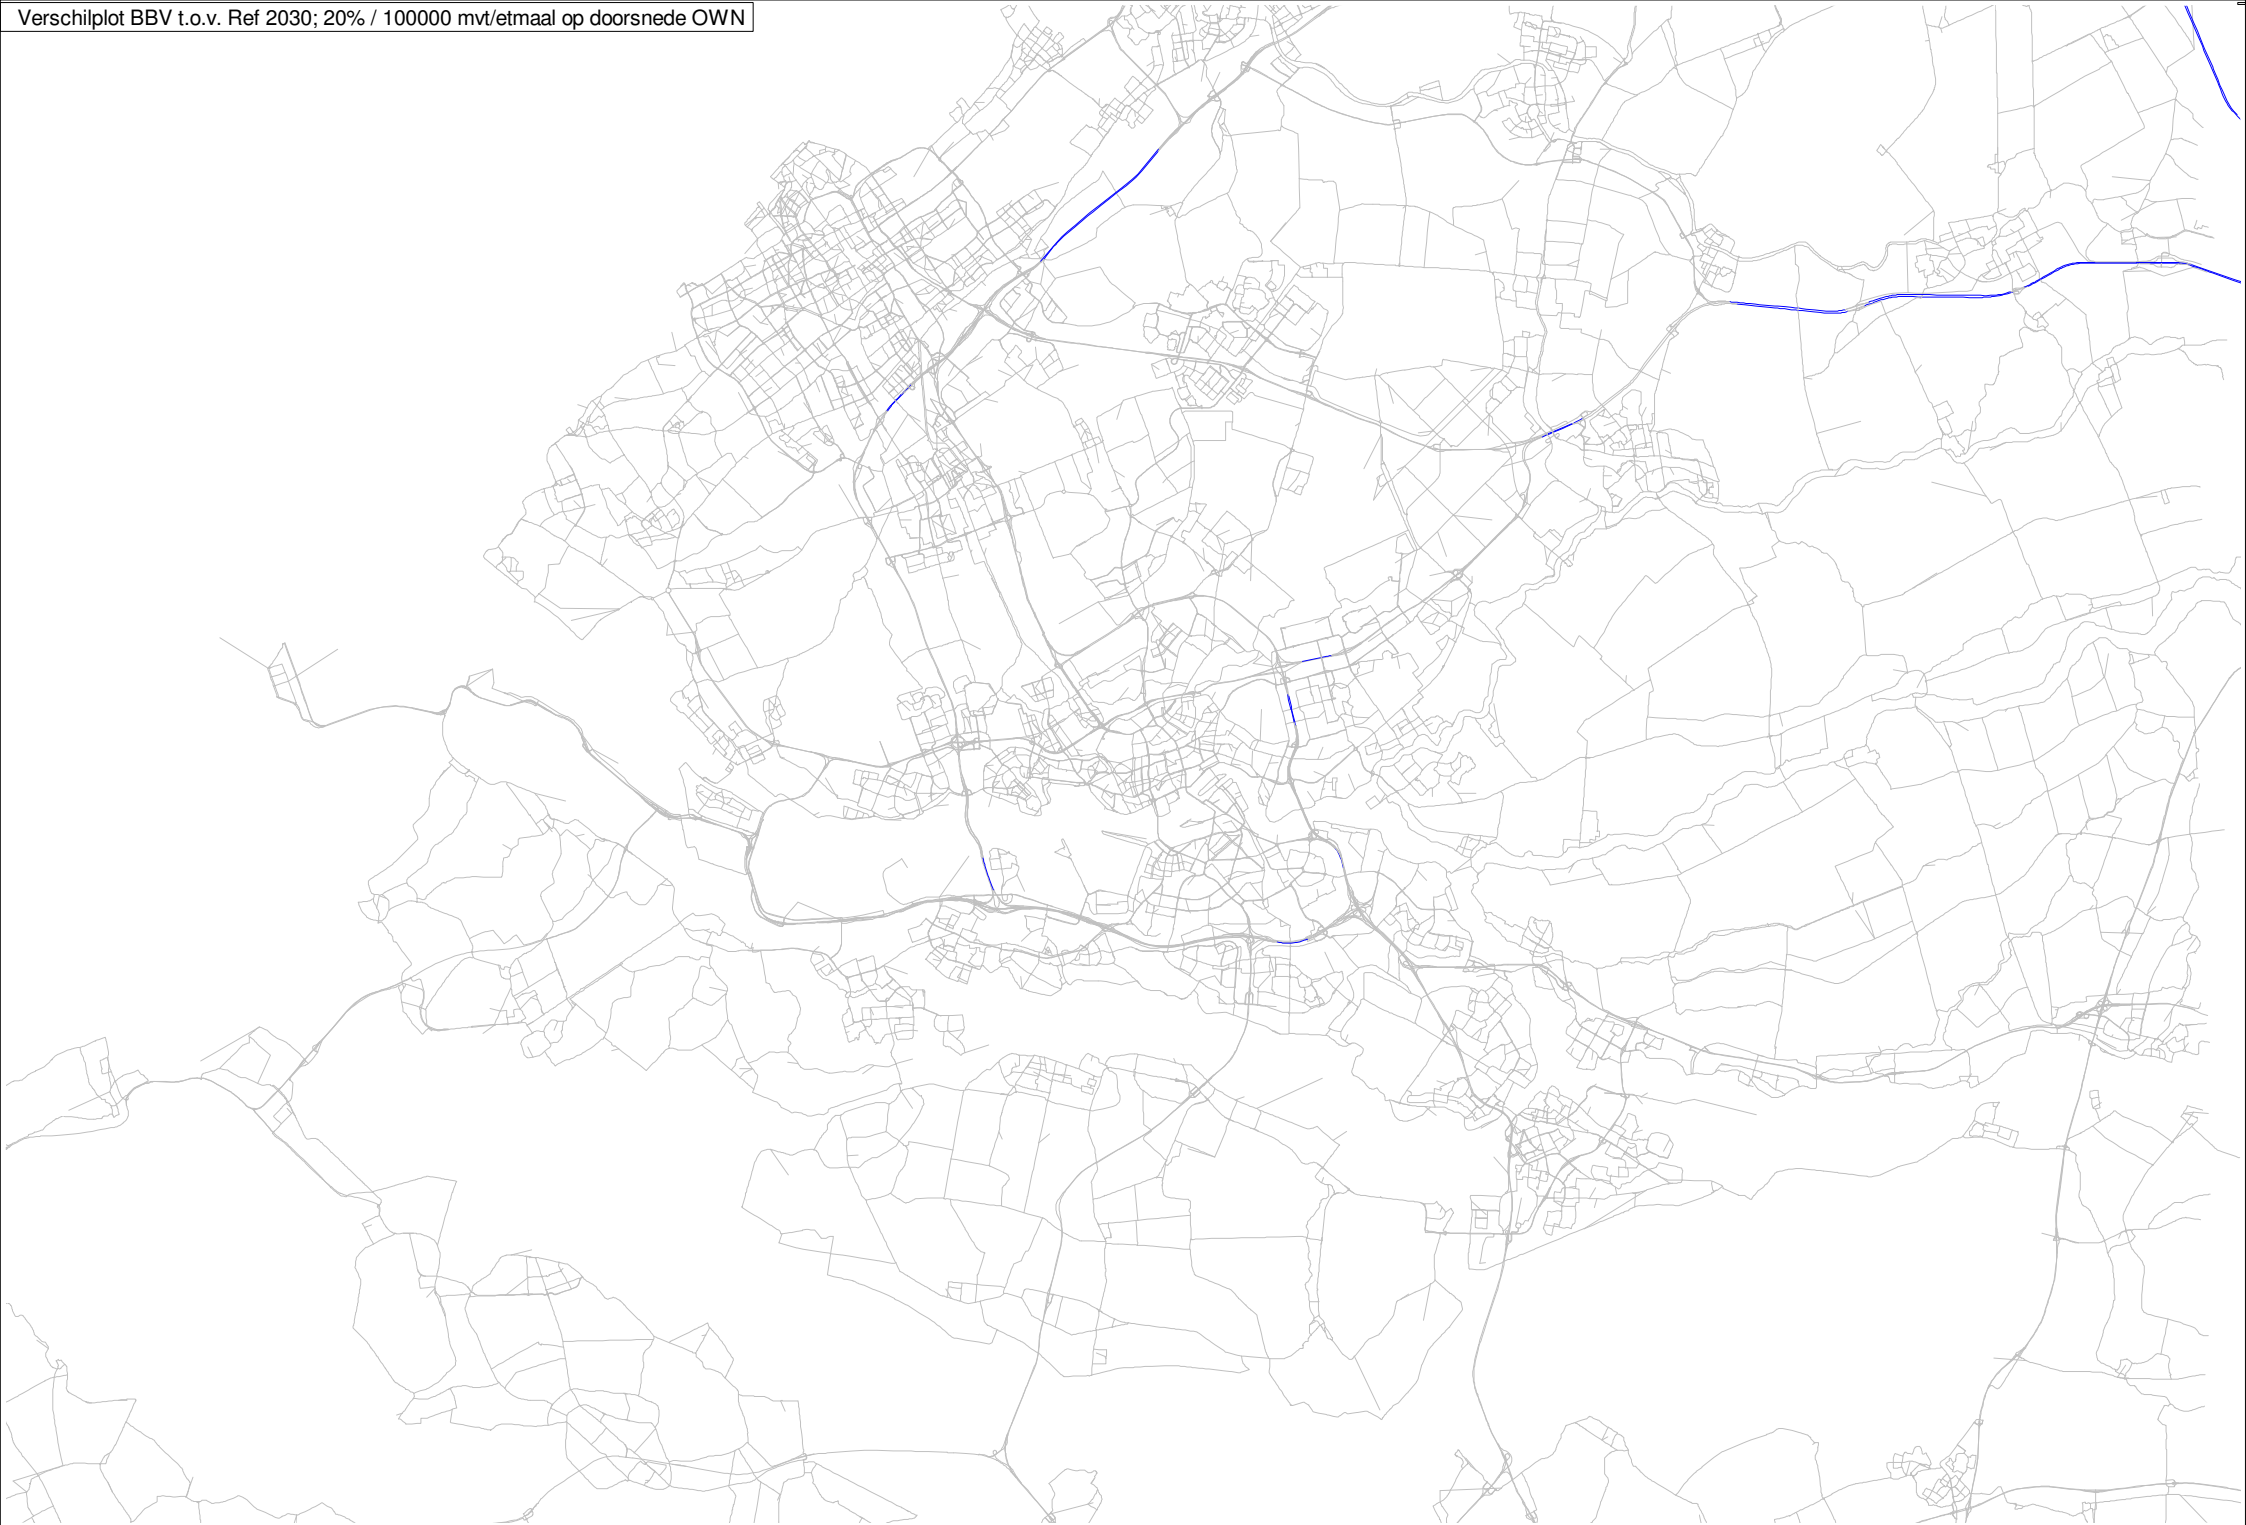 Verschilplot BBV t.o.v. Ref 2030; 20% / 100000 mvt/etmaal op doorsnede OWN